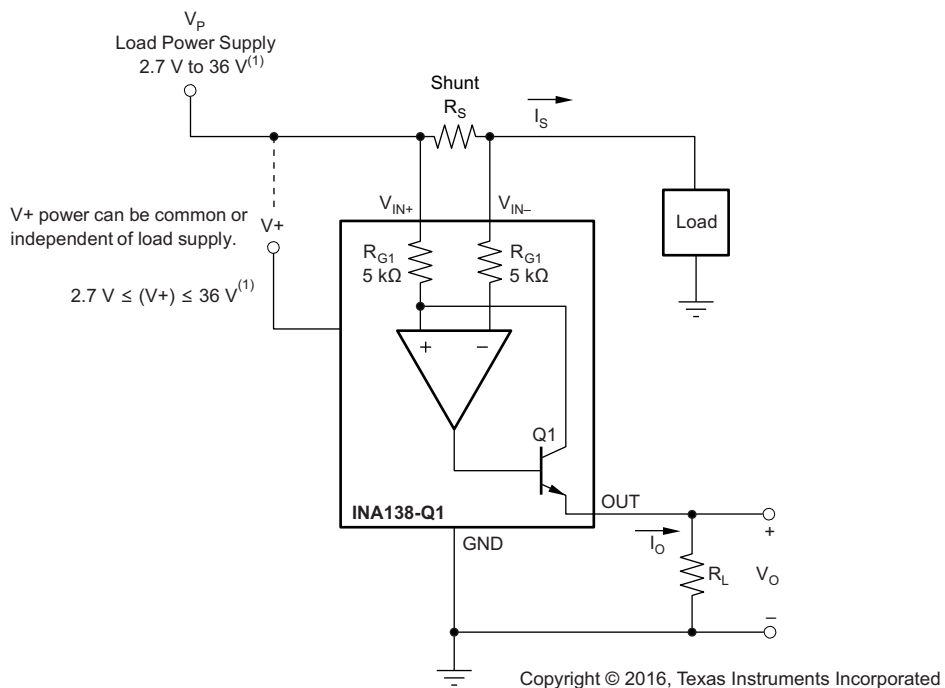 V_P
Load Power Supply
2.7 V to 36 V(1)
Shunt
R_S
I_S
V+ power can be common or
independent of load supply.
V+
2.7 V ≤ (V+) ≤ 36 V(1)
V_IN+
V_IN–
R_G1
5 kΩ
R_G1
5 kΩ
Load
+
–
Q1
OUT
INA138-Q1
GND
I_O
R_L
+
V_O
–
Copyright © 2016, Texas Instruments Incorporated